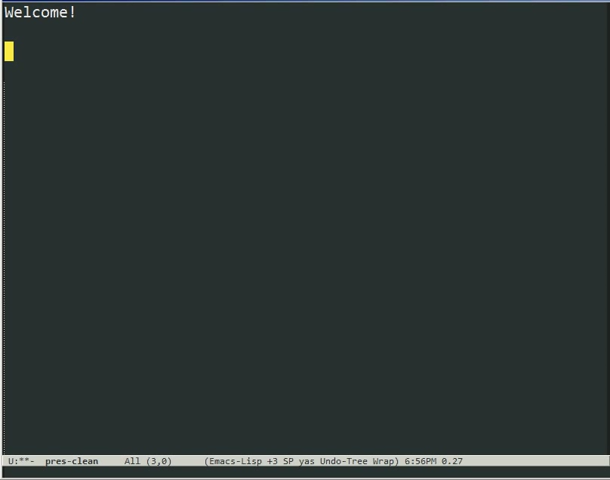 Welcome!
U:**-  pres-clean     All (3,0)      (Emacs-Lisp +3 SP yas Undo-Tree Wrap) 6:56PM 0.27